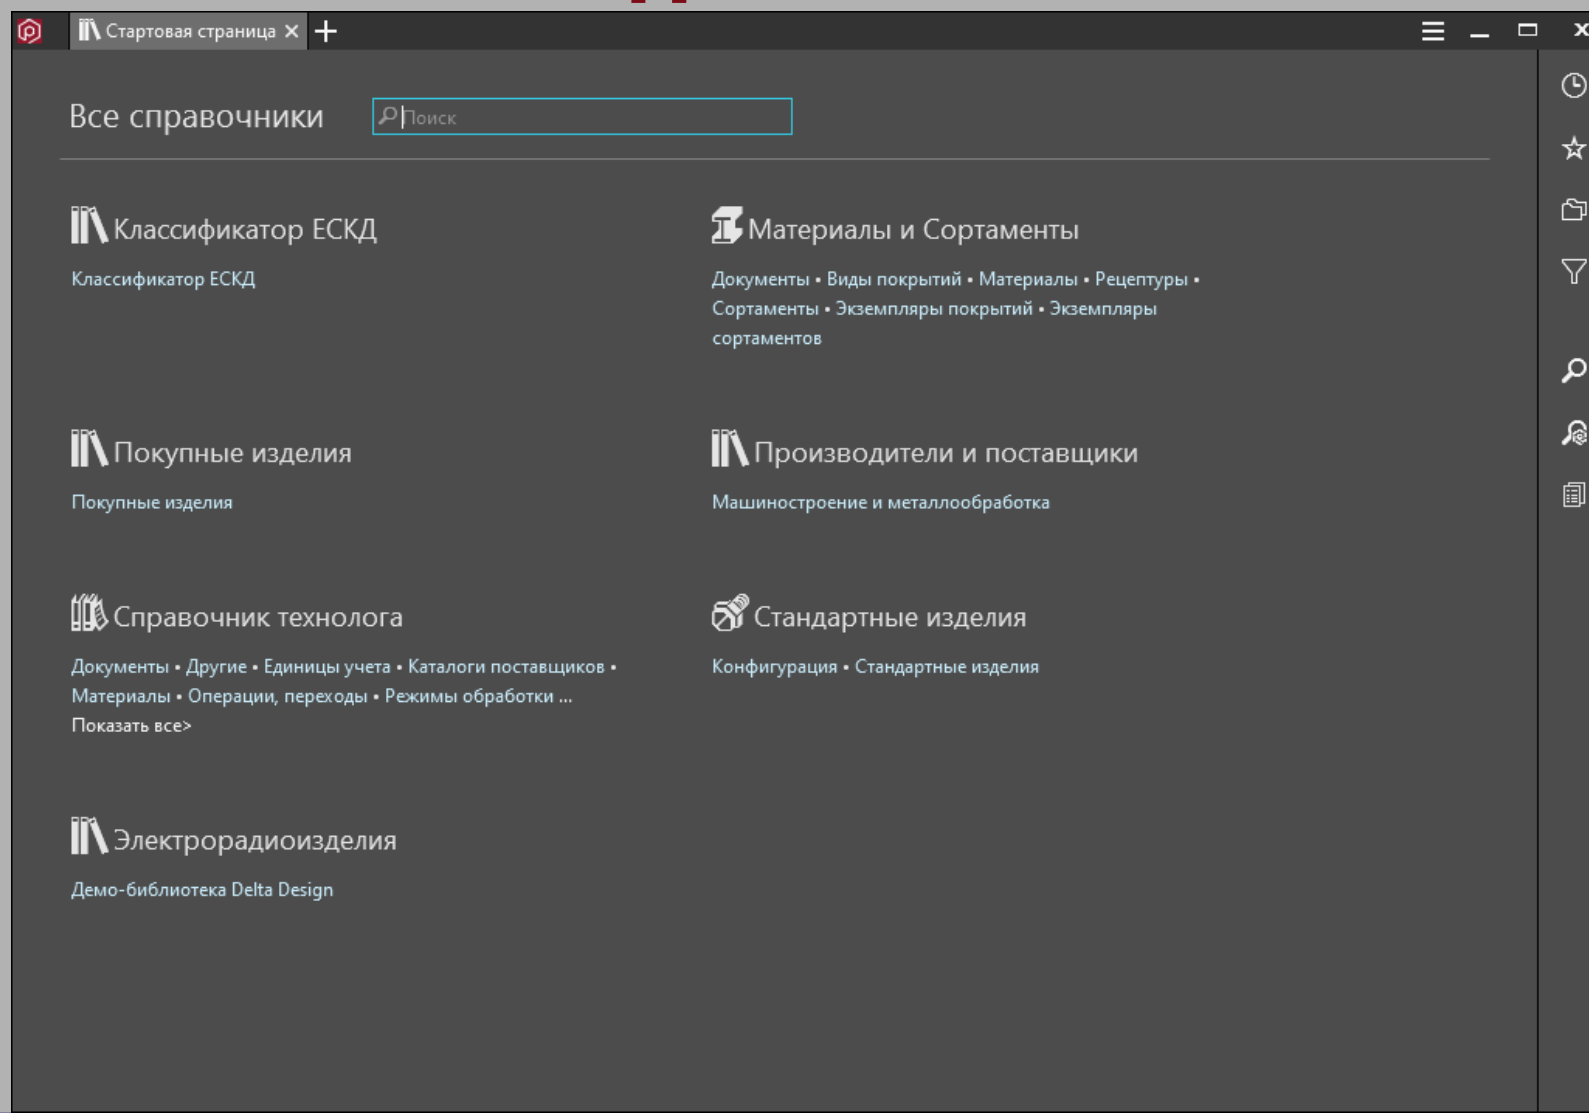 Стартовая страница
Все справочники
Поиск
Классификатор ЕСКД
Классификатор ЕСКД
Материалы и Сортаменты
Документы • Виды покрытий • Материалы • Рецептуры •
Сортаменты • Экземпляры покрытий • Экземпляры
сортаментов
Покупные изделия
Покупные изделия
Производители и поставщики
Машиностроение и металлообработка
Справочник технолога
Документы • Другие • Единицы учета • Каталоги поставщиков •
Материалы • Операции, переходы • Режимы обработки ...
Показать все>
Стандартные изделия
Конфигурация • Стандартные изделия
Электрорадиоизделия
Демо-библиотека Delta Design